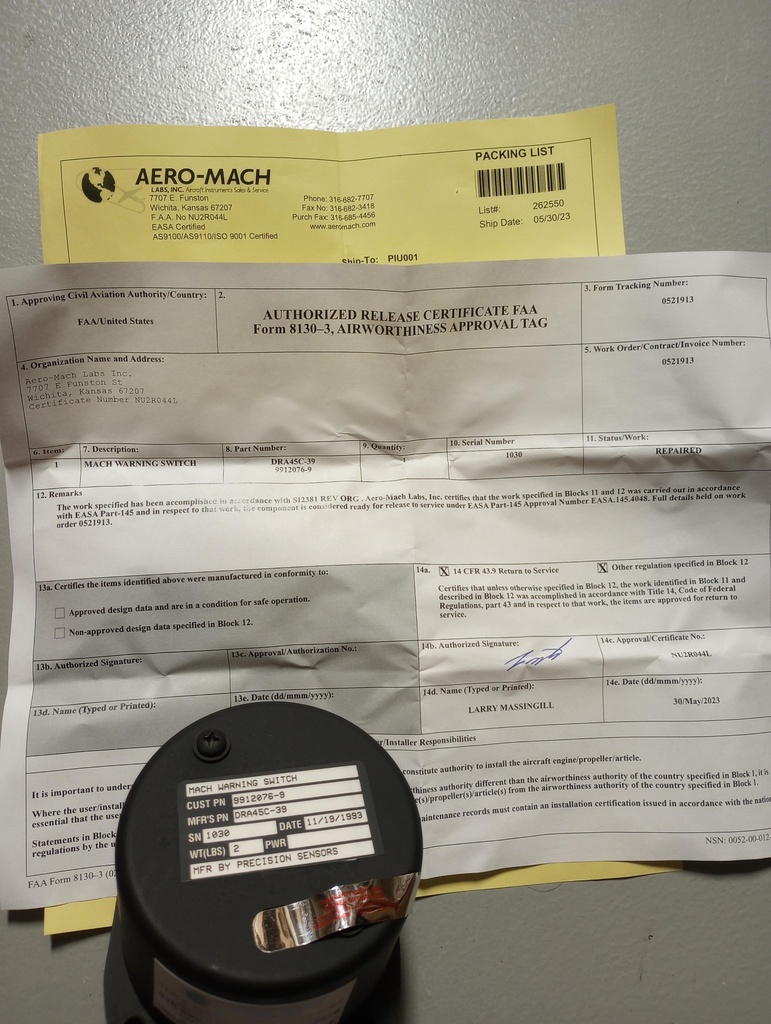 AERO-MACH
LABS, INC. Aircraft Instruments Sales & Service
7707 E. Funston
Wichita, Kansas 67207
F.A.A. No NU2R044L
EASA Certified
AS9100/AS9110/ISO 9001 Certified
Phone: 316-682-7707
Fax No: 316-682-3418
Purch Fax: 316-685-4456
www.aeromach.com
PACKING LIST
List#: 262550
Ship Date: 05/30/23
Ship-To: PIU001
1. Approving Civil Aviation Authority/Country:
FAA/United States
2.
AUTHORIZED RELEASE CERTIFICATE FAA
Form 8130–3, AIRWORTHINESS APPROVAL TAG
3. Form Tracking Number:
0521913
4. Organization Name and Address:
Aero-Mach Labs Inc.
7707 E Funston St
Wichita, Kansas 67207
Certificate Number NU2R044L
5. Work Order/Contract/Invoice Number:
0521913
6. Item:
1
7. Description:
MACH WARNING SWITCH
8. Part Number:
DRA45C-39
9912076-9
9. Quantity:
1
10. Serial Number
1030
11. Status/Work:
REPAIRED
12. Remarks
The work specified has been accomplished in accordance with S12381 REV ORG . Aero-Mach Labs, Inc. certifies that the work specified in Blocks 11 and 12 was carried out in accordance
with EASA Part-145 and in respect to that work, the component is considered ready for release to service under EASA Part-145 Approval Number EASA.145.4048. Full details held on work
order 0521913.
13a. Certifies the items identified above were manufactured in conformity to:
Approved design data and are in a condition for safe operation.
Non-approved design data specified in Block 12.
14a. X 14 CFR 43.9 Return to Service X Other regulation specified in Block 12
Certifies that unless otherwise specified in Block 12, the work identified in Block 11 and
described in Block 12 was accomplished in accordance with Title 14, Code of Federal
Regulations, part 43 and in respect to that work, the items are approved for return to
service.
13b. Authorized Signature:
13c. Approval/Authorization No.:
14b. Authorized Signature:
14c. Approval/Certificate No.:
NU2R044L
13d. Name (Typed or Printed):
13e. Date (dd/mmm/yyyy):
14d. Name (Typed or Printed):
LARRY MASSINGILL
14e. Date (dd/mmm/yyyy):
30/May/2023
/Installer Responsibilities
It is important to under
constitute authority to install the aircraft engine/propeller/article.
Where the user/instal
essential that the use
thiness authority different than the airworthiness authority of the country specified in Block 1, it is
e(s)/propeller(s)/article(s) from the airworthiness authority of the country specified in Block 1.
Statements in Block
regulations by the u
aintenance records must contain an installation certification issued in accordance with the natio
FAA Form 8130–3 (02
NSN: 0052-00-012-
MACH WARNING SWITCH
CUST PN 9912076-9
MFR'S PN DRA45C-39
SN 1030 DATE 11/19/1993
WT(LBS) 2 PWR
MFR BY PRECISION SENSORS